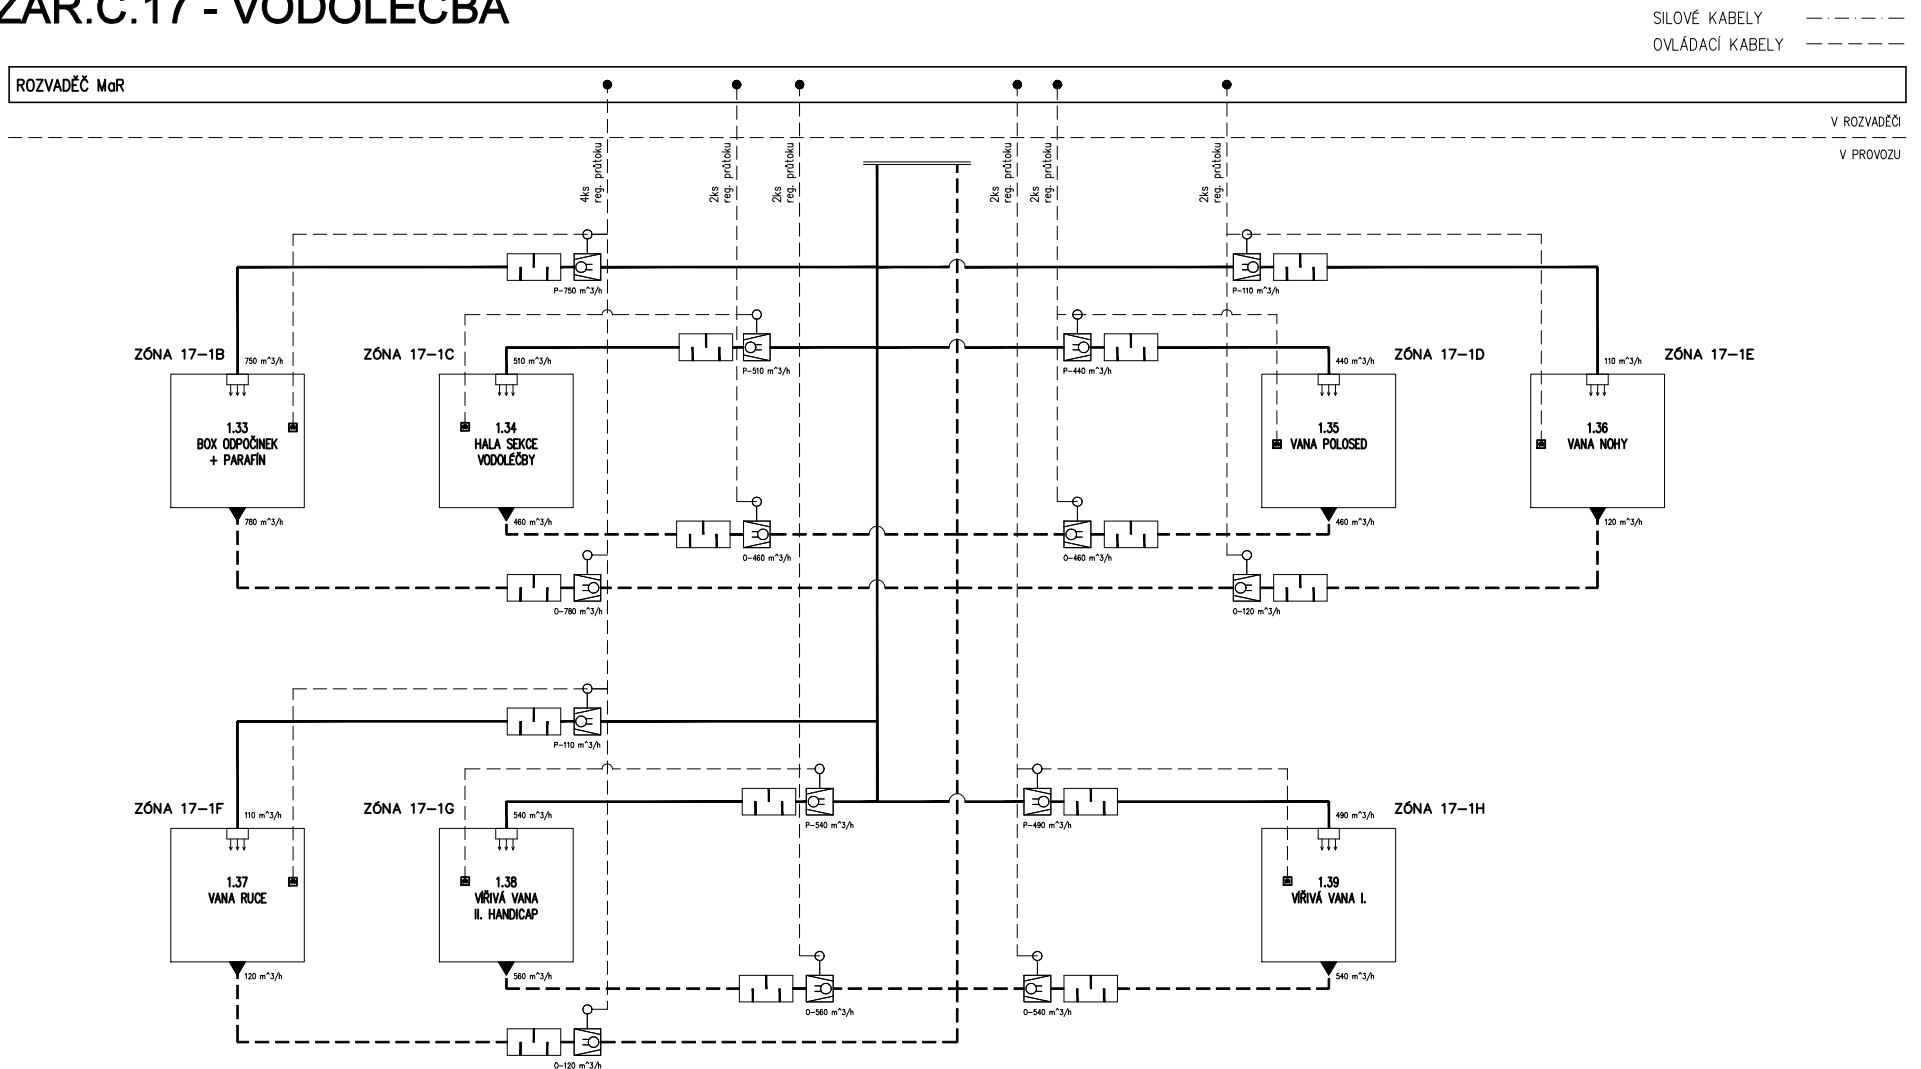 ZAŘ.Č.17 - VODOLÉČBA
SILOVÉ KABELY
OVLÁDACÍ KABELY
ROZVADĚČ MaR
V ROZVADĚČI
V PROVOZU
4ks
reg. průtoku
2ks
reg. průtoku
2ks
reg. průtoku
2ks
reg. průtoku
2ks
reg. průtoku
2ks
reg. průtoku
P-750 m^3/h
P-110 m^3/h
ZÓNA 17-1B
750 m^3/h
ZÓNA 17-1C
510 m^3/h
P-510 m^3/h
P-440 m^3/h
440 m^3/h
ZÓNA 17-1D
110 m^3/h
ZÓNA 17-1E
1.33
BOX ODPOČINEK
+ PARAFÍN
1.34
HALA SEKCE
VODOLÉČBY
1.35
VANA POLOSED
1.36
VANA NOHY
780 m^3/h
460 m^3/h
460 m^3/h
120 m^3/h
O-460 m^3/h
O-460 m^3/h
O-780 m^3/h
O-120 m^3/h
P-110 m^3/h
ZÓNA 17-1F
110 m^3/h
ZÓNA 17-1G
540 m^3/h
P-540 m^3/h
P-490 m^3/h
490 m^3/h
ZÓNA 17-1H
1.37
VANA RUCE
1.38
VÍŘIVÁ VANA
II. HANDICAP
1.39
VÍŘIVÁ VANA I.
120 m^3/h
560 m^3/h
540 m^3/h
O-560 m^3/h
O-540 m^3/h
O-120 m^3/h